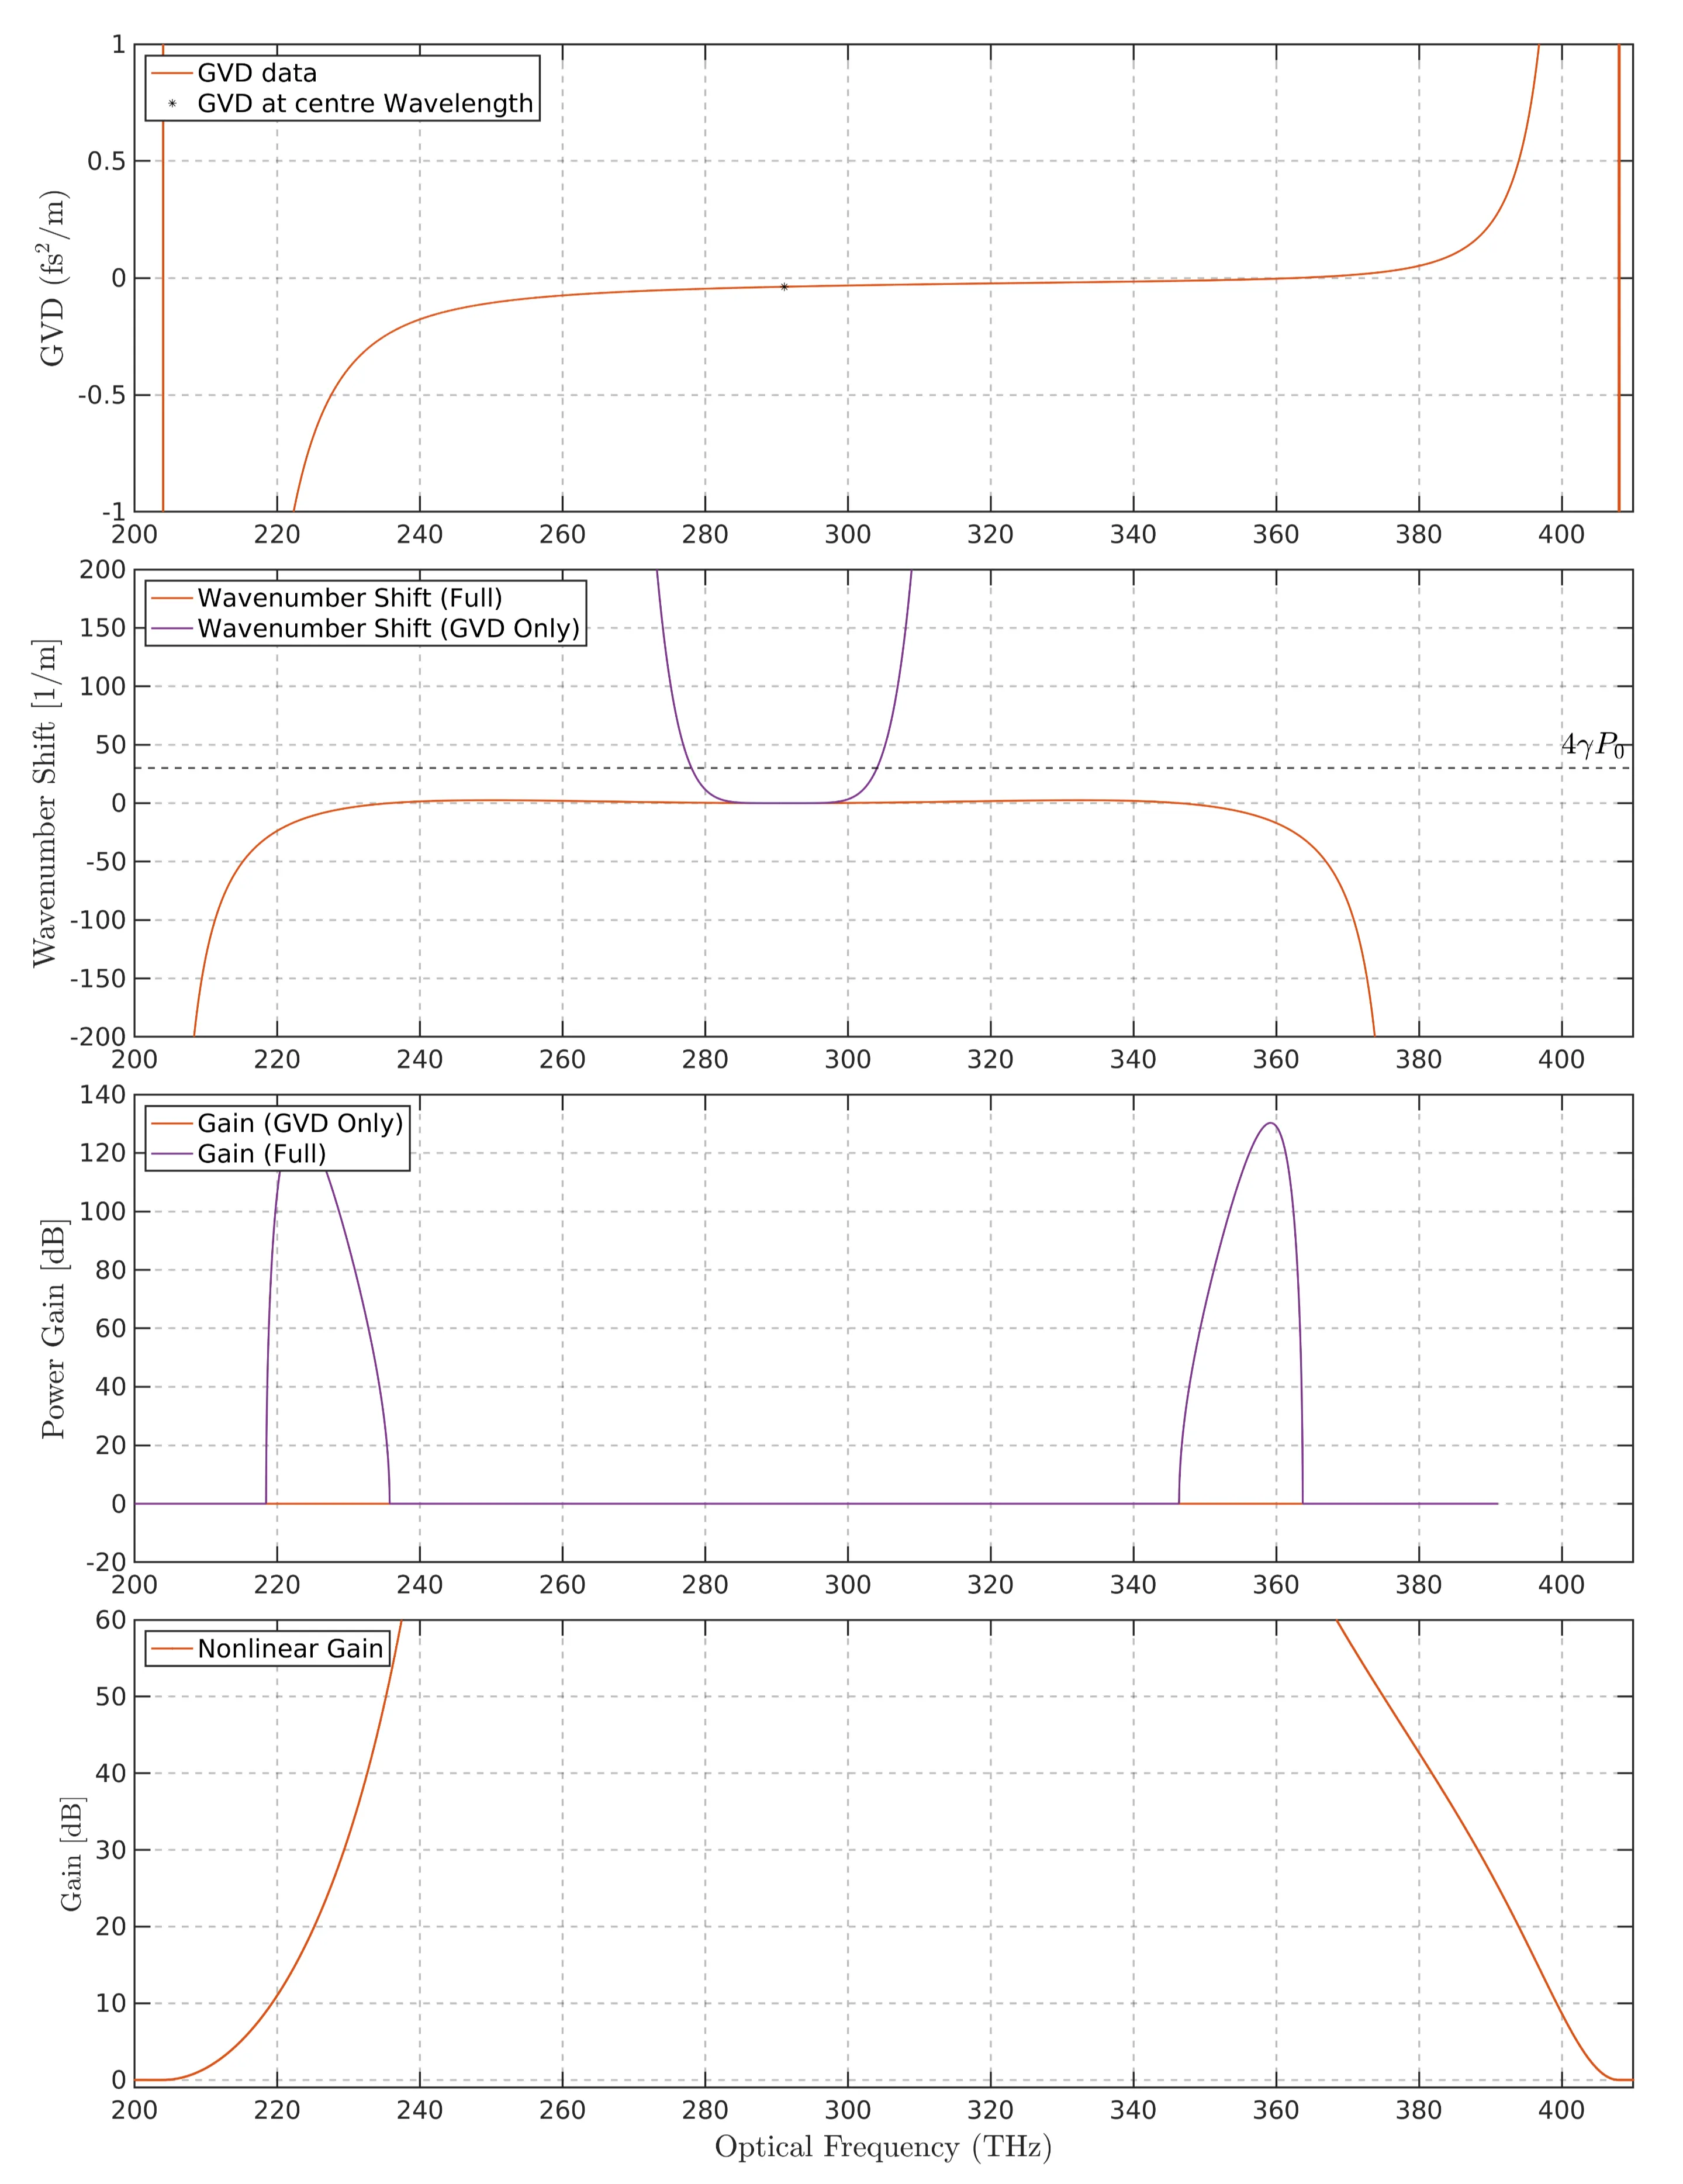 1
0.5
0
-0.5
-1
GVD (fs²/m)
GVD data
GVD at centre Wavelength
200 220 240 260 280 300 320 340 360 380 400
200
150
100
50
0
-50
-100
-150
-200
Wavenumber Shift [1/m]
Wavenumber Shift (Full)
Wavenumber Shift (GVD Only)
4γP₀
200 220 240 260 280 300 320 340 360 380 400
140
120
100
80
60
40
20
0
-20
Power Gain [dB]
Gain (GVD Only)
Gain (Full)
200 220 240 260 280 300 320 340 360 380 400
60
50
40
30
20
10
0
Gain [dB]
Nonlinear Gain
200 220 240 260 280 300 320 340 360 380 400
Optical Frequency (THz)